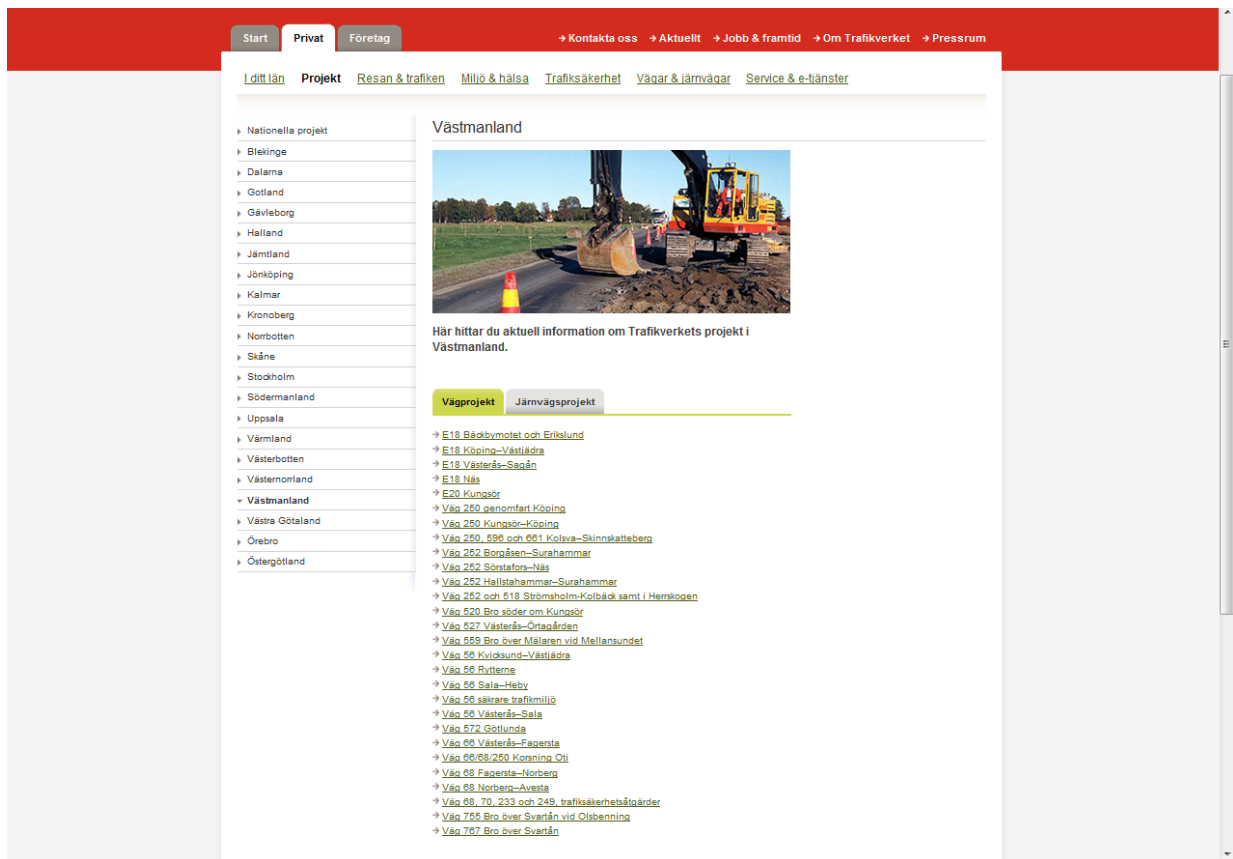 Start Privat Företag Kontakta oss Aktuellt Jobb & framtid Om Trafikverket Pressrum
I ditt län Projekt Resan & trafiken Miljö & hälsa Trafiksäkerhet Vägar & järnvägar Service & e-tjänster
Nationella projekt
Blekinge
Dalarna
Gotland
Gävleborg
Halland
Jämtland
Jönköping
Kalmar
Kronoberg
Norrbotten
Skåne
Stockholm
Södermanland
Uppsala
Värmland
Västerbotten
Västernorrland
Västmanland
Västra Götaland
Örebro
Östergötland
Västmanland
Här hittar du aktuell information om Trafikverkets projekt i
Västmanland.
Vägprojekt Järnvägsprojekt
E18 Bäckbymotet och Erikslund
E18 Köping–Västjädra
E18 Västerås–Sagån
E18 Näs
E20 Kungsör
Väg 250 genomfart Köping
Väg 250 Kungsör–Köping
Väg 250, 596 och 661 Kolsva–Skinnskatteberg
Väg 252 Borgåsen–Surahammar
Väg 252 Sörstafors–Näs
Väg 252 Hallstahammar–Surahammar
Väg 252 och 518 Strömsholm-Kolbäck samt i Herrskogen
Väg 520 Bro söder om Kungsör
Väg 527 Västerås–Örtagården
Väg 559 Bro över Mälaren vid Mellansundet
Väg 56 Kvicksund–Västjädra
Väg 56 Rytterne
Väg 56 Sala–Heby
Väg 56 säkrare trafikmiljö
Väg 56 Västerås–Sala
Väg 572 Götlunda
Väg 66 Västerås–Fagersta
Väg 66/68/250 Korsning Oti
Väg 68 Fagersta–Norberg
Väg 68 Norberg–Avesta
Väg 68, 70, 233 och 249, trafiksäkerhetsåtgärder
Väg 755 Bro över Svartån vid Olsbenning
Väg 767 Bro över Svartån